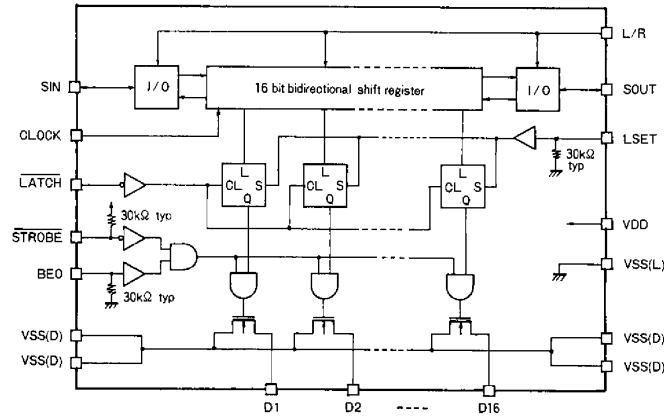 L/R
SIN
I/O
16 bit bidirectional shift register
I/O
SOUT
CLOCK
LSET
30kΩ typ
LATCH
L
CL S
Q
L
CL S
Q
L
CL S
Q
30kΩ typ
STROBE
VDD
BEO
30kΩ typ
VSS(L)
VSS(D)
VSS(D)
VSS(D)
VSS(D)
D1
D2
D16